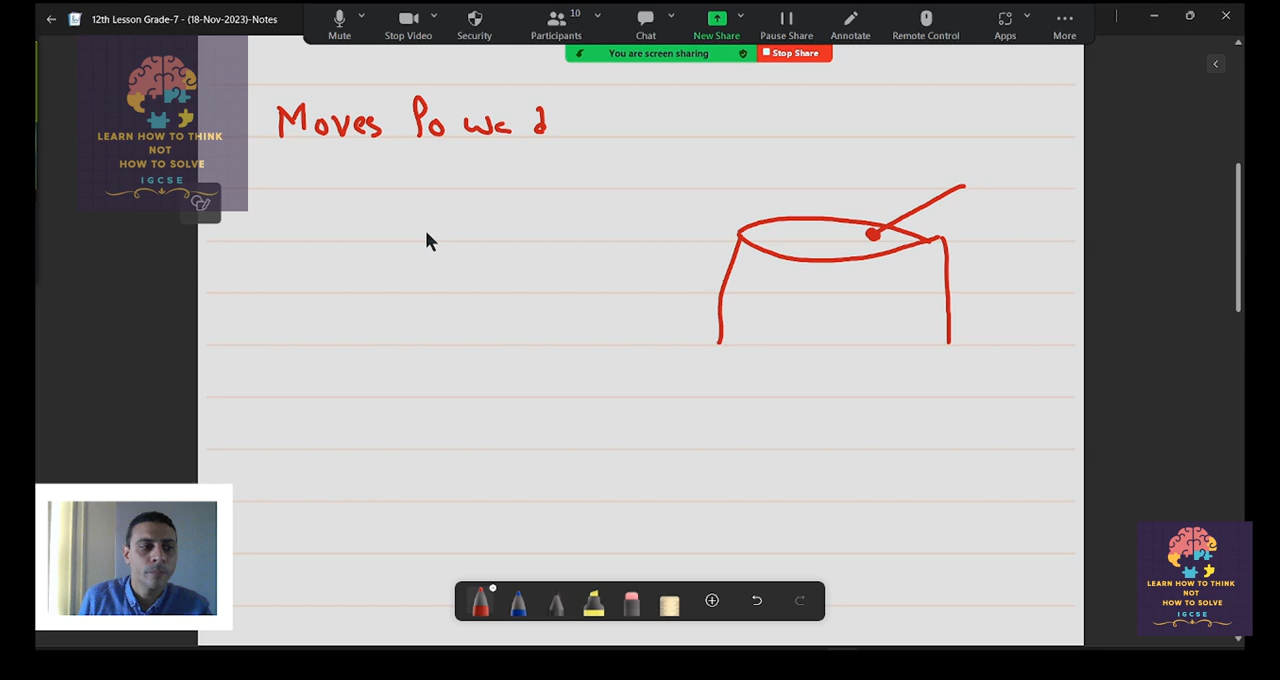 12th Lesson Grade-7 - (18-Nov-2023)-Notes
Mute
Stop Video
Security
10
Participants
Chat
New Share
Pause Share
Annotate
Remote Control
Apps
More
You are screen sharing
Stop Share
LEARN HOW TO THINK
NOT
HOW TO SOLVE
IGCSE
Moves
LEARN HOW TO THINK
NOT
HOW TO SOLVE
IGCSE